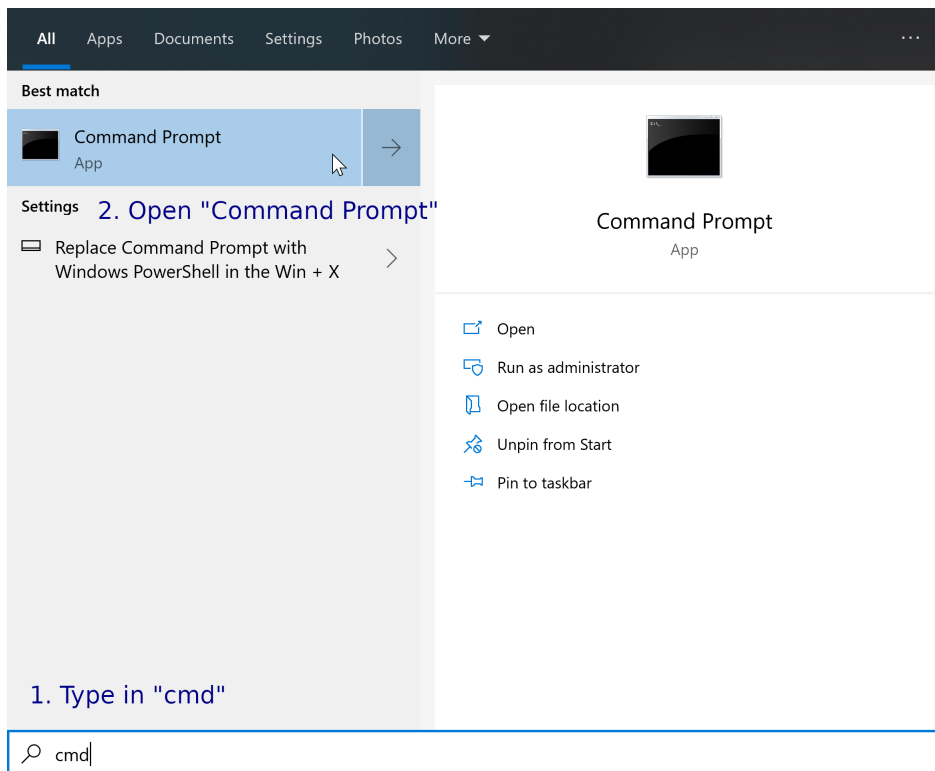 All Apps Documents Settings Photos More ...
Best match
Command Prompt
App
Settings
2. Open "Command Prompt"
Replace Command Prompt with
Windows PowerShell in the Win + X
Command Prompt
App
Open
Run as administrator
Open file location
Unpin from Start
Pin to taskbar
1. Type in "cmd"
cmd